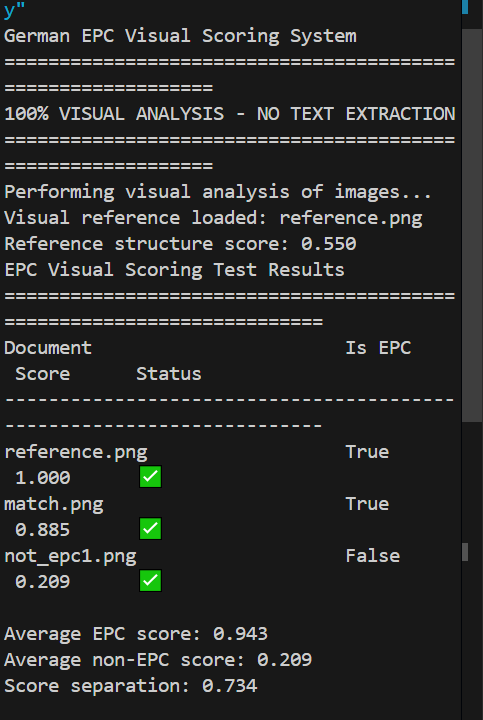 y"
German EPC Visual Scoring System
=========================================
===================
100% VISUAL ANALYSIS - NO TEXT EXTRACTION
=========================================
===================
Performing visual analysis of images...
Visual reference loaded: reference.png
Reference structure score: 0.550
EPC Visual Scoring Test Results
=========================================
=============================
Document                       Is EPC
 Score      Status
-----------------------------------------
-----------------------------
reference.png                  True
 1.000      ✅
match.png                      True
 0.885      ✅
not_epc1.png                   False
 0.209      ✅

Average EPC score: 0.943
Average non-EPC score: 0.209
Score separation: 0.734